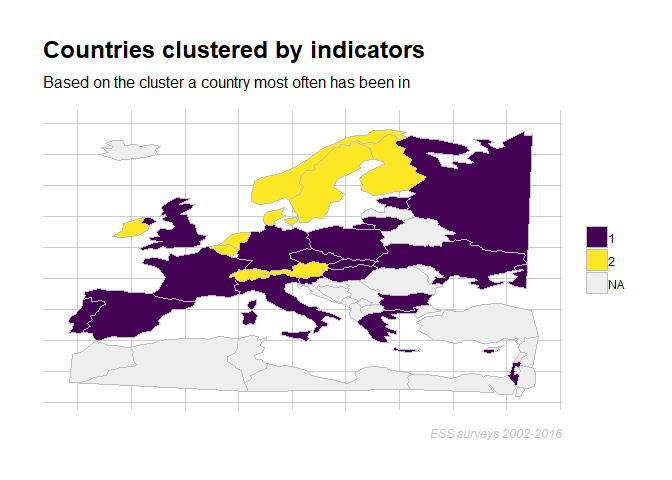 Countries clustered by indicators
Based on the cluster a country most often has been in
1
2
NA
ESS surveys 2002-2016